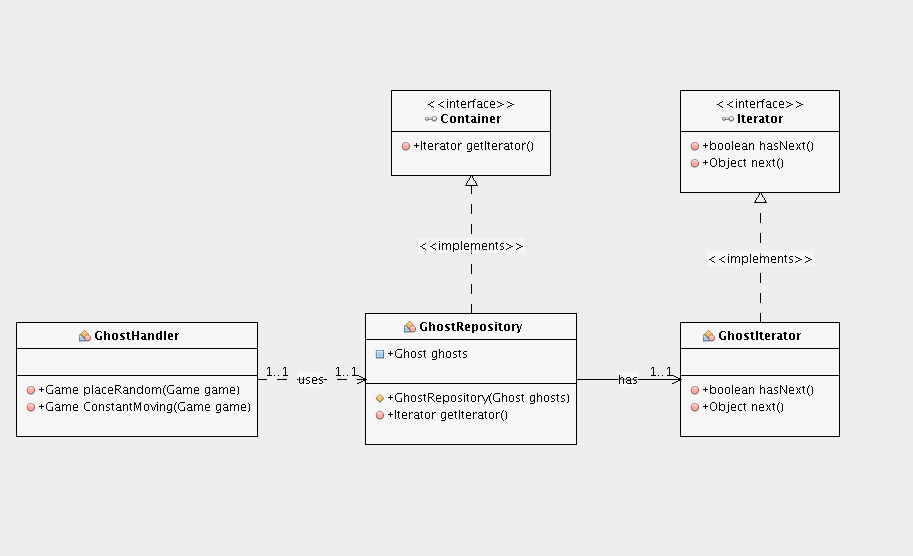 <<interface>>
Container
+Iterator getIterator()
<<interface>>
Iterator
+boolean hasNext()
+Object next()
<<implements>>
<<implements>>
GhostHandler
+Game placeRandom(Game game)
+Game ConstantMoving(Game game)
1..1
uses
1..1
GhostRepository
+Ghost ghosts
+GhostRepository(Ghost ghosts)
+Iterator getIterator()
has
1..1
GhostIterator
+boolean hasNext()
+Object next()